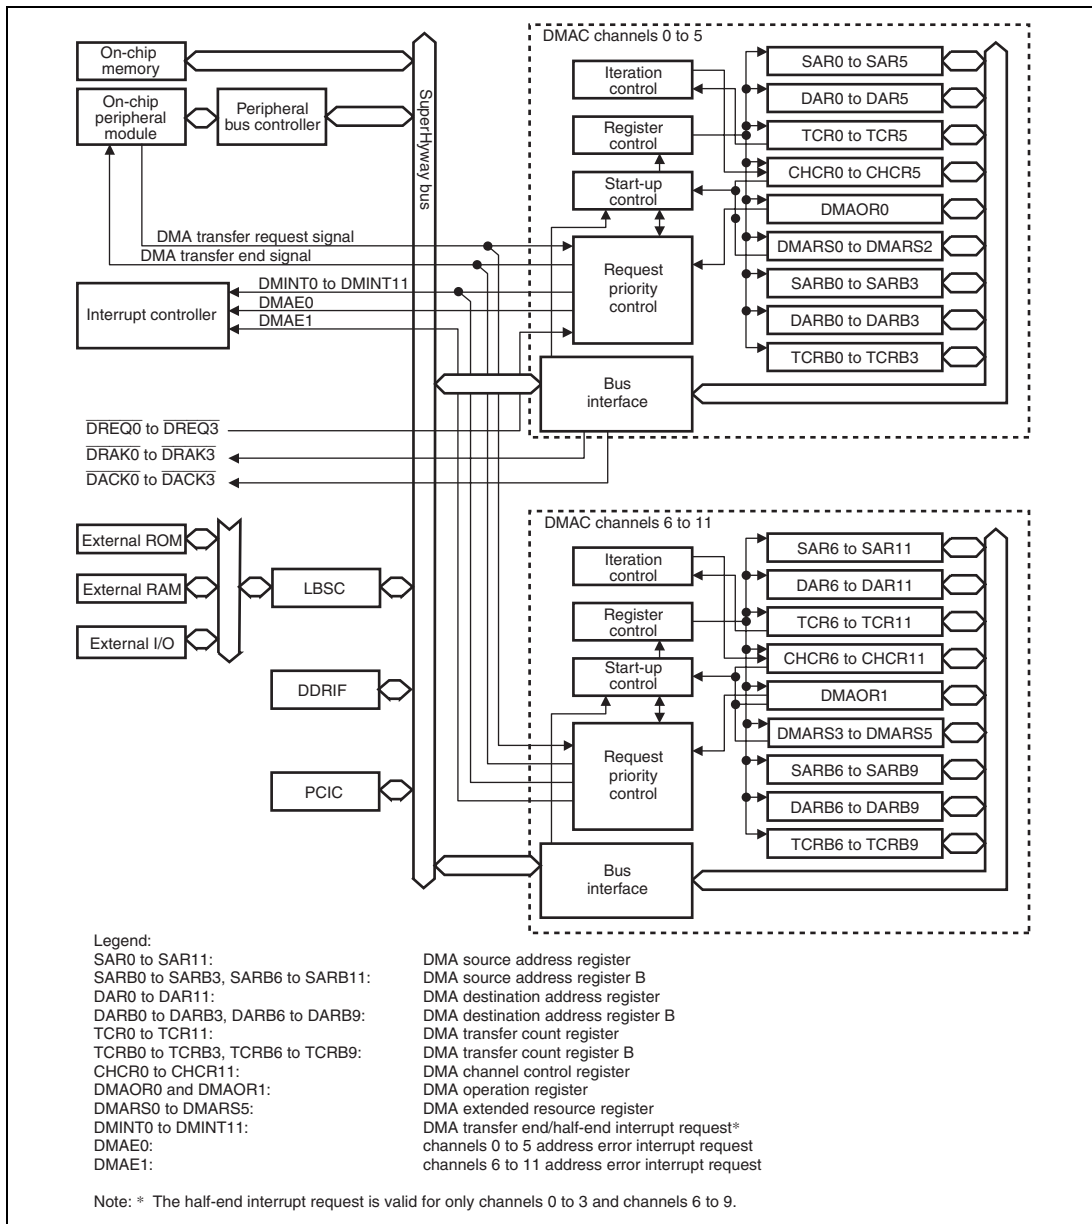 DMAC channels 0 to 5
On-chip
memory
On-chip
peripheral
module
Peripheral
bus controller
SuperHyway bus
Iteration
control
Register
control
Start-up
control
Request
priority
control
Bus
interface
SAR0 to SAR5
DAR0 to DAR5
TCR0 to TCR5
CHCR0 to CHCR5
DMAOR0
DMARS0 to DMARS2
SARB0 to SARB3
DARB0 to DARB3
TCRB0 to TCRB3
DMA transfer request signal
DMA transfer end signal
DMINT0 to DMINT11
DMAE0
DMAE1
Interrupt controller
DREQ0 to DREQ3
DRAK0 to DRAK3
DACK0 to DACK3
External ROM
External RAM
External I/O
LBSC
DDRIF
PCIC
DMAC channels 6 to 11
Iteration
control
Register
control
Start-up
control
Request
priority
control
Bus
interface
SAR6 to SAR11
DAR6 to DAR11
TCR6 to TCR11
CHCR6 to CHCR11
DMAOR1
DMARS3 to DMARS5
SARB6 to SARB9
DARB6 to DARB9
TCRB6 to TCRB9
Legend:
SAR0 to SAR11: DMA source address register
SARB0 to SARB3, SARB6 to SARB11: DMA source address register B
DAR0 to DAR11: DMA destination address register
DARB0 to DARB3, DARB6 to DARB9: DMA destination address register B
TCR0 to TCR11: DMA transfer count register
TCRB0 to TCRB3, TCRB6 to TCRB9: DMA transfer count register B
CHCR0 to CHCR11: DMA channel control register
DMAOR0 and DMAOR1: DMA operation register
DMARS0 to DMARS5: DMA extended resource register
DMINT0 to DMINT11: DMA transfer end/half-end interrupt request*
DMAE0: channels 0 to 5 address error interrupt request
DMAE1: channels 6 to 11 address error interrupt request
Note: * The half-end interrupt request is valid for only channels 0 to 3 and channels 6 to 9.